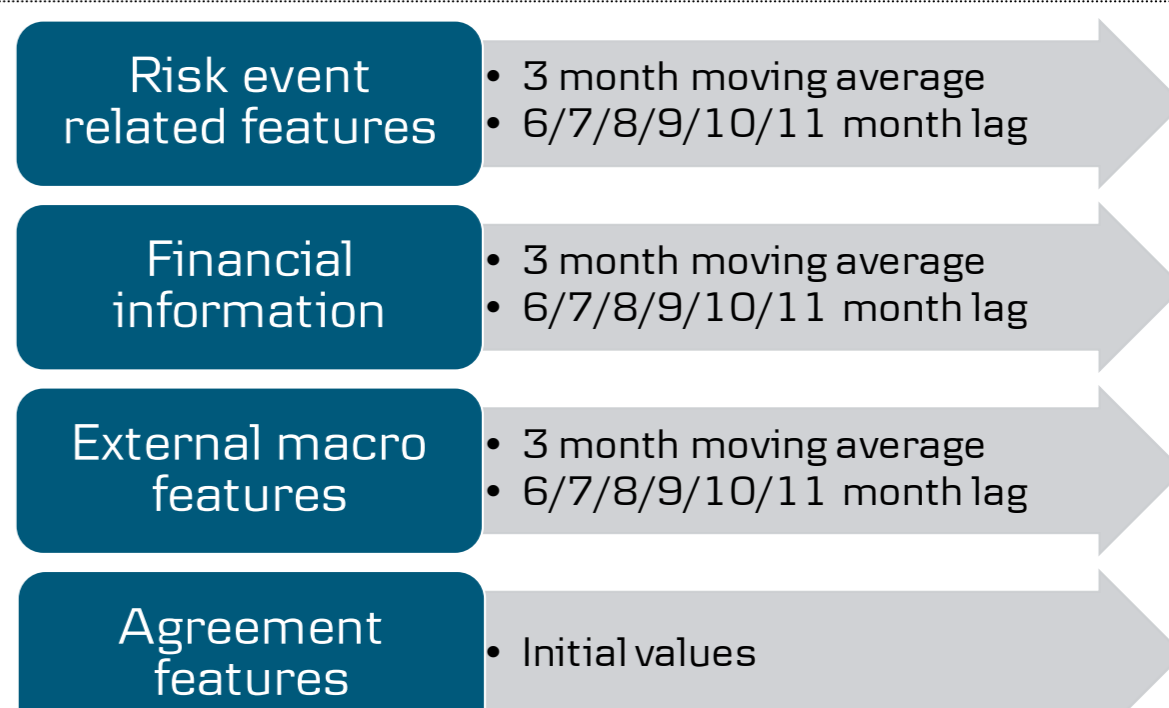 Risk event
related features
• 3 month moving average
• 6/7/8/9/10/11 month lag
Financial
information
• 3 month moving average
• 6/7/8/9/10/11 month lag
External macro
features
• 3 month moving average
• 6/7/8/9/10/11 month lag
Agreement
features
• Initial values